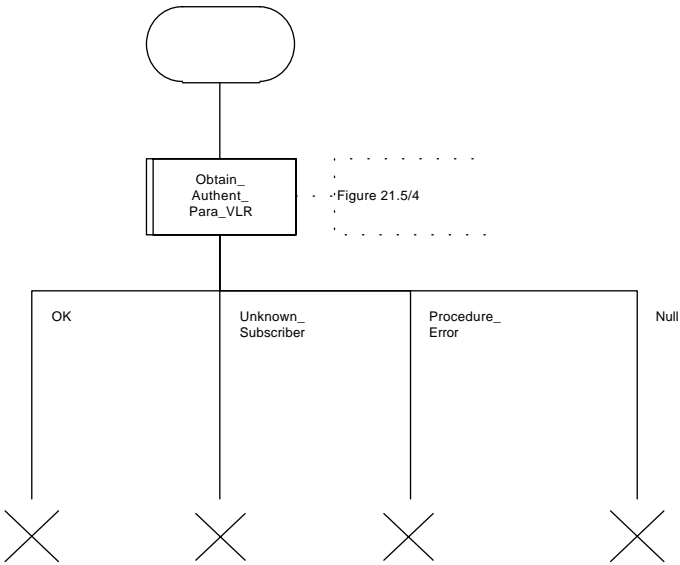 Obtain_
Authent_
Para_VLR
Figure 21.5/4
OK
Unknown_
Subscriber
Procedure_
Error
Null